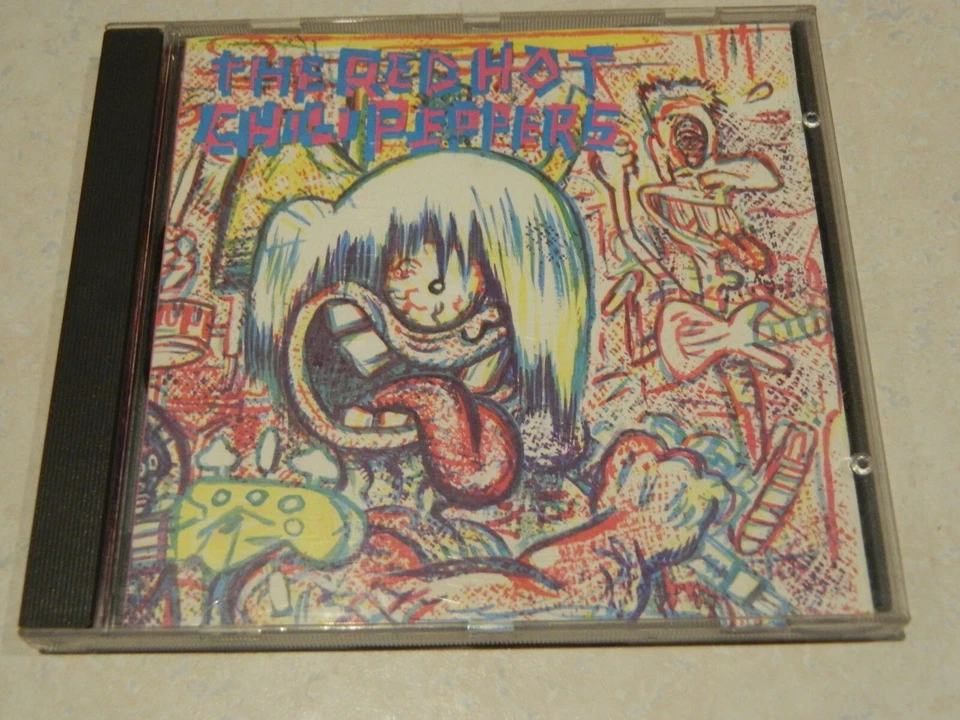 THE RED HOT
CHILI PEPPERS